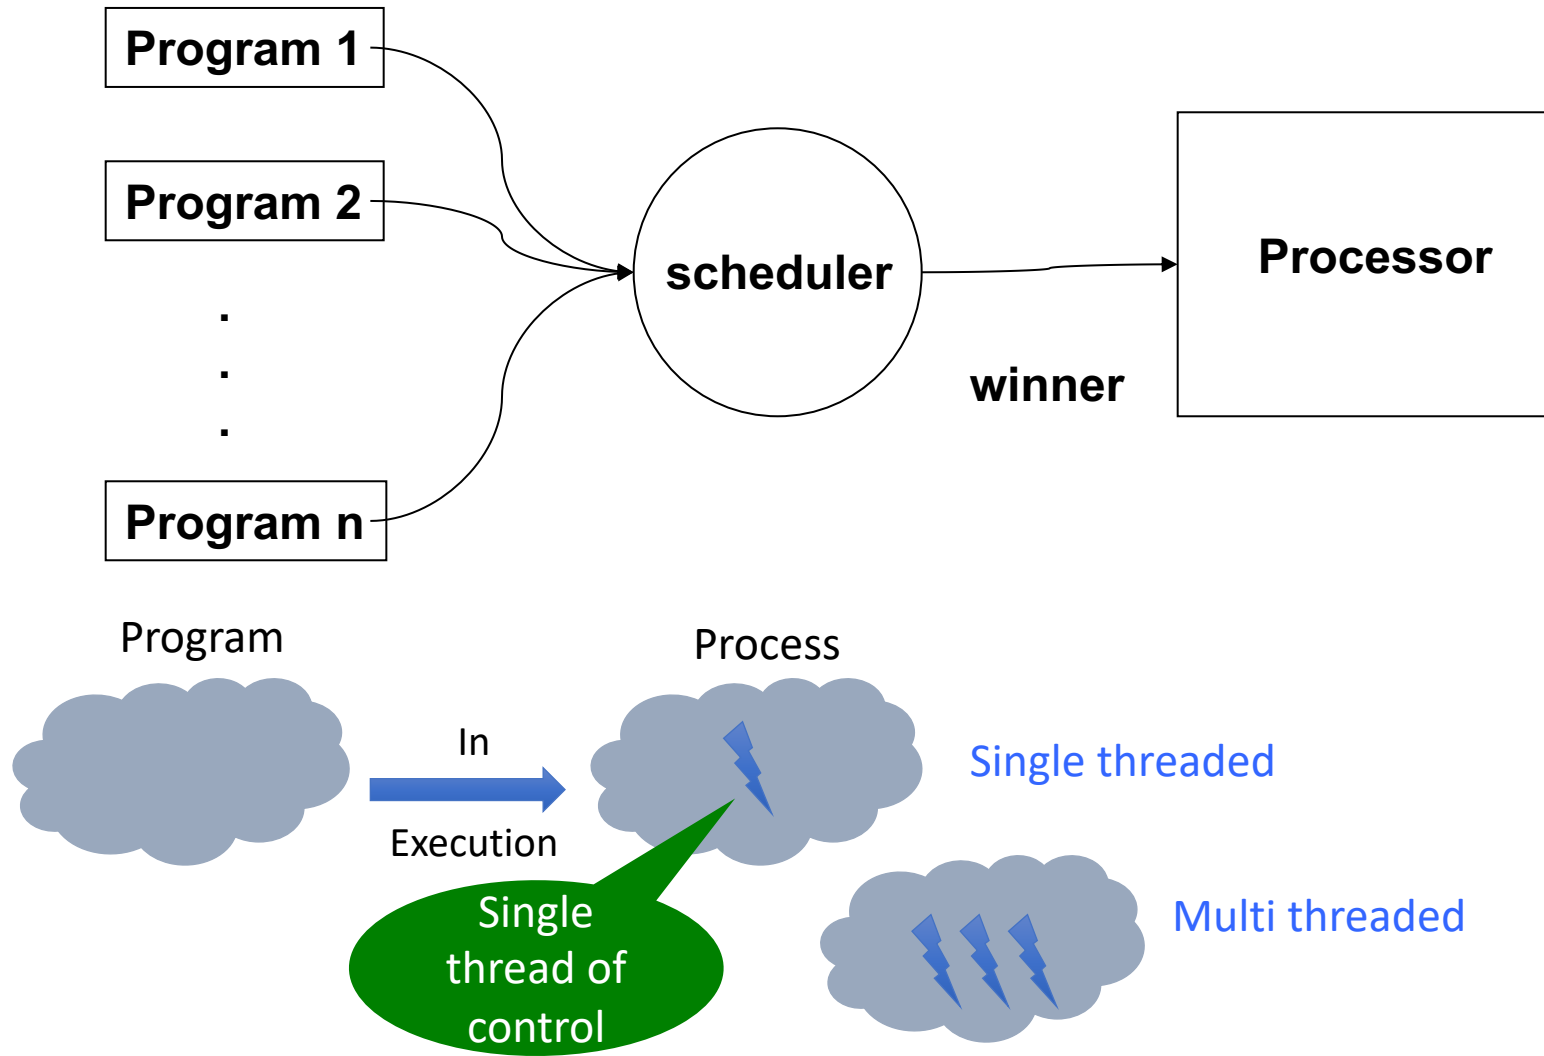 Program 1
Program 2
.
.
.
Program n
scheduler
winner
Processor
Program
In
Execution
Process
Single threaded
Single
thread of
control
Multi threaded